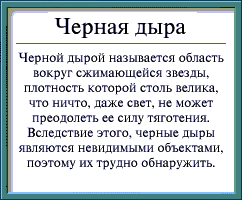 Черная дыра
Черной дырой называется область
вокруг сжимающейся звезды,
плотность которой столь велика,
что ничто, даже свет, не может
преодолеть ее силу тяготения.
Вследствие этого, черные дыры
являются невидимыми объектами,
поэтому их трудно обнаружить.